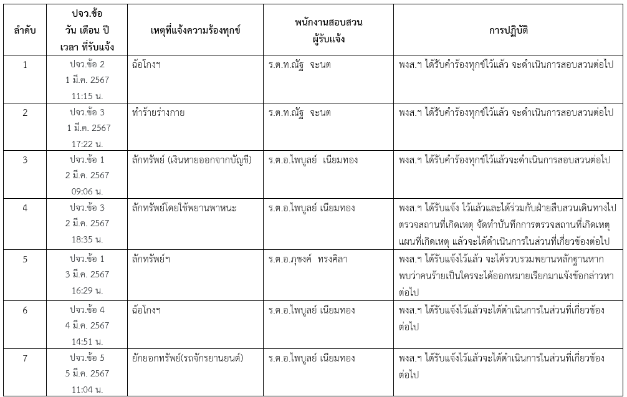 ลำดับ
ปจว.ข้อ
วัน เดือน ปี
เวลา ที่รับแจ้ง
เหตุที่แจ้งความร้องทุกข์
พนักงานสอบสวน
ผู้รับแจ้ง
การปฏิบัติ
1
ปจว.ข้อ 2
1 มี.ค. 2567
11:15 น.
ฉ้อโกงฯ
ร.ต.ท.ณัฐ จะนต
พงส.ฯ ได้รับคำร้องทุกข์ไว้แล้ว จะดำเนินการสอบสวนต่อไป
2
ปจว.ข้อ 3
1 มี.ค. 2567
17:22 น.
ทำร้ายร่างกาย
ร.ต.ท.ณัฐ จะนต
พงส.ฯ ได้รับคำร้องทุกข์ไว้แล้ว จะดำเนินการสอบสวนต่อไป
3
ปจว.ข้อ 1
2 มี.ค. 2567
09:06 น.
ลักทรัพย์ (เงินหายออกจากบัญชี)
ร.ต.อ.ไพบูลย์ เนียมทอง
พงส.ฯ ได้รับคำร้องทุกข์ไว้แล้วจะดำเนินการสอบสวนต่อไป
4
ปจว.ข้อ 3
2 มี.ค. 2567
18:35 น.
ลักทรัพย์โดยใช้พยานพาหนะ
ร.ต.อ.ไพบูลย์ เนียมทอง
พงส.ฯ ได้รับแจ้ง ไว้แล้วและได้ร่วมกับฝ่ายสืบสวนเดินทางไป
ตรวจสถานที่เกิดเหตุ จัดทำบันทึกการตรวจสถานที่เกิดเหตุ
แผนที่เกิดเหตุ แล้วจะได้ดำเนินการในส่วนที่เกี่ยวข้องต่อไป
5
ปจว.ข้อ 1
3 มี.ค. 2567
16:29 น.
ลักทรัพย์ฯ
ร.ต.อ.ภุชงค์ ทรงศิลา
พงส.ฯ ได้รับแจ้งไว้แล้ว จะได้รวบรวมพยานหลักฐานหาก
พบว่าคนร้ายเป็นใครจะได้ออกหมายเรียกมาแจ้งข้อกล่าวหา
ต่อไป
6
ปจว.ข้อ 4
4 มี.ค. 2567
14:51 น.
ฉ้อโกงฯ
ร.ต.อ.ไพบูลย์ เนียมทอง
พงส.ฯ ได้รับแจ้งไว้แล้วจะได้ดำเนินการในส่วนที่เกี่ยวข้อง
ต่อไป
7
ปจว.ข้อ 5
5 มี.ค. 2567
11:04 น.
ยักยอกทรัพย์(รถจักรยานยนต์)
ร.ต.อ.ไพบูลย์ เนียมทอง
พงส.ฯ ได้รับแจ้งไว้แล้วจะได้ดำเนินการในส่วนที่เกี่ยวข้อง
ต่อไป